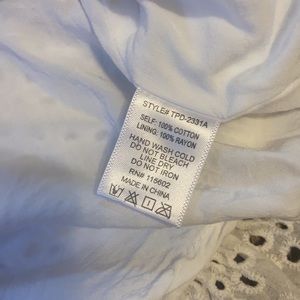 STYLE# TPD-2331A
SELF: 100% COTTON
LINING: 100% RAYON
HAND WASH COLD
DO NOT BLEACH
LINE DRY
DO NOT IRON
RN# 115602
MADE IN CHINA